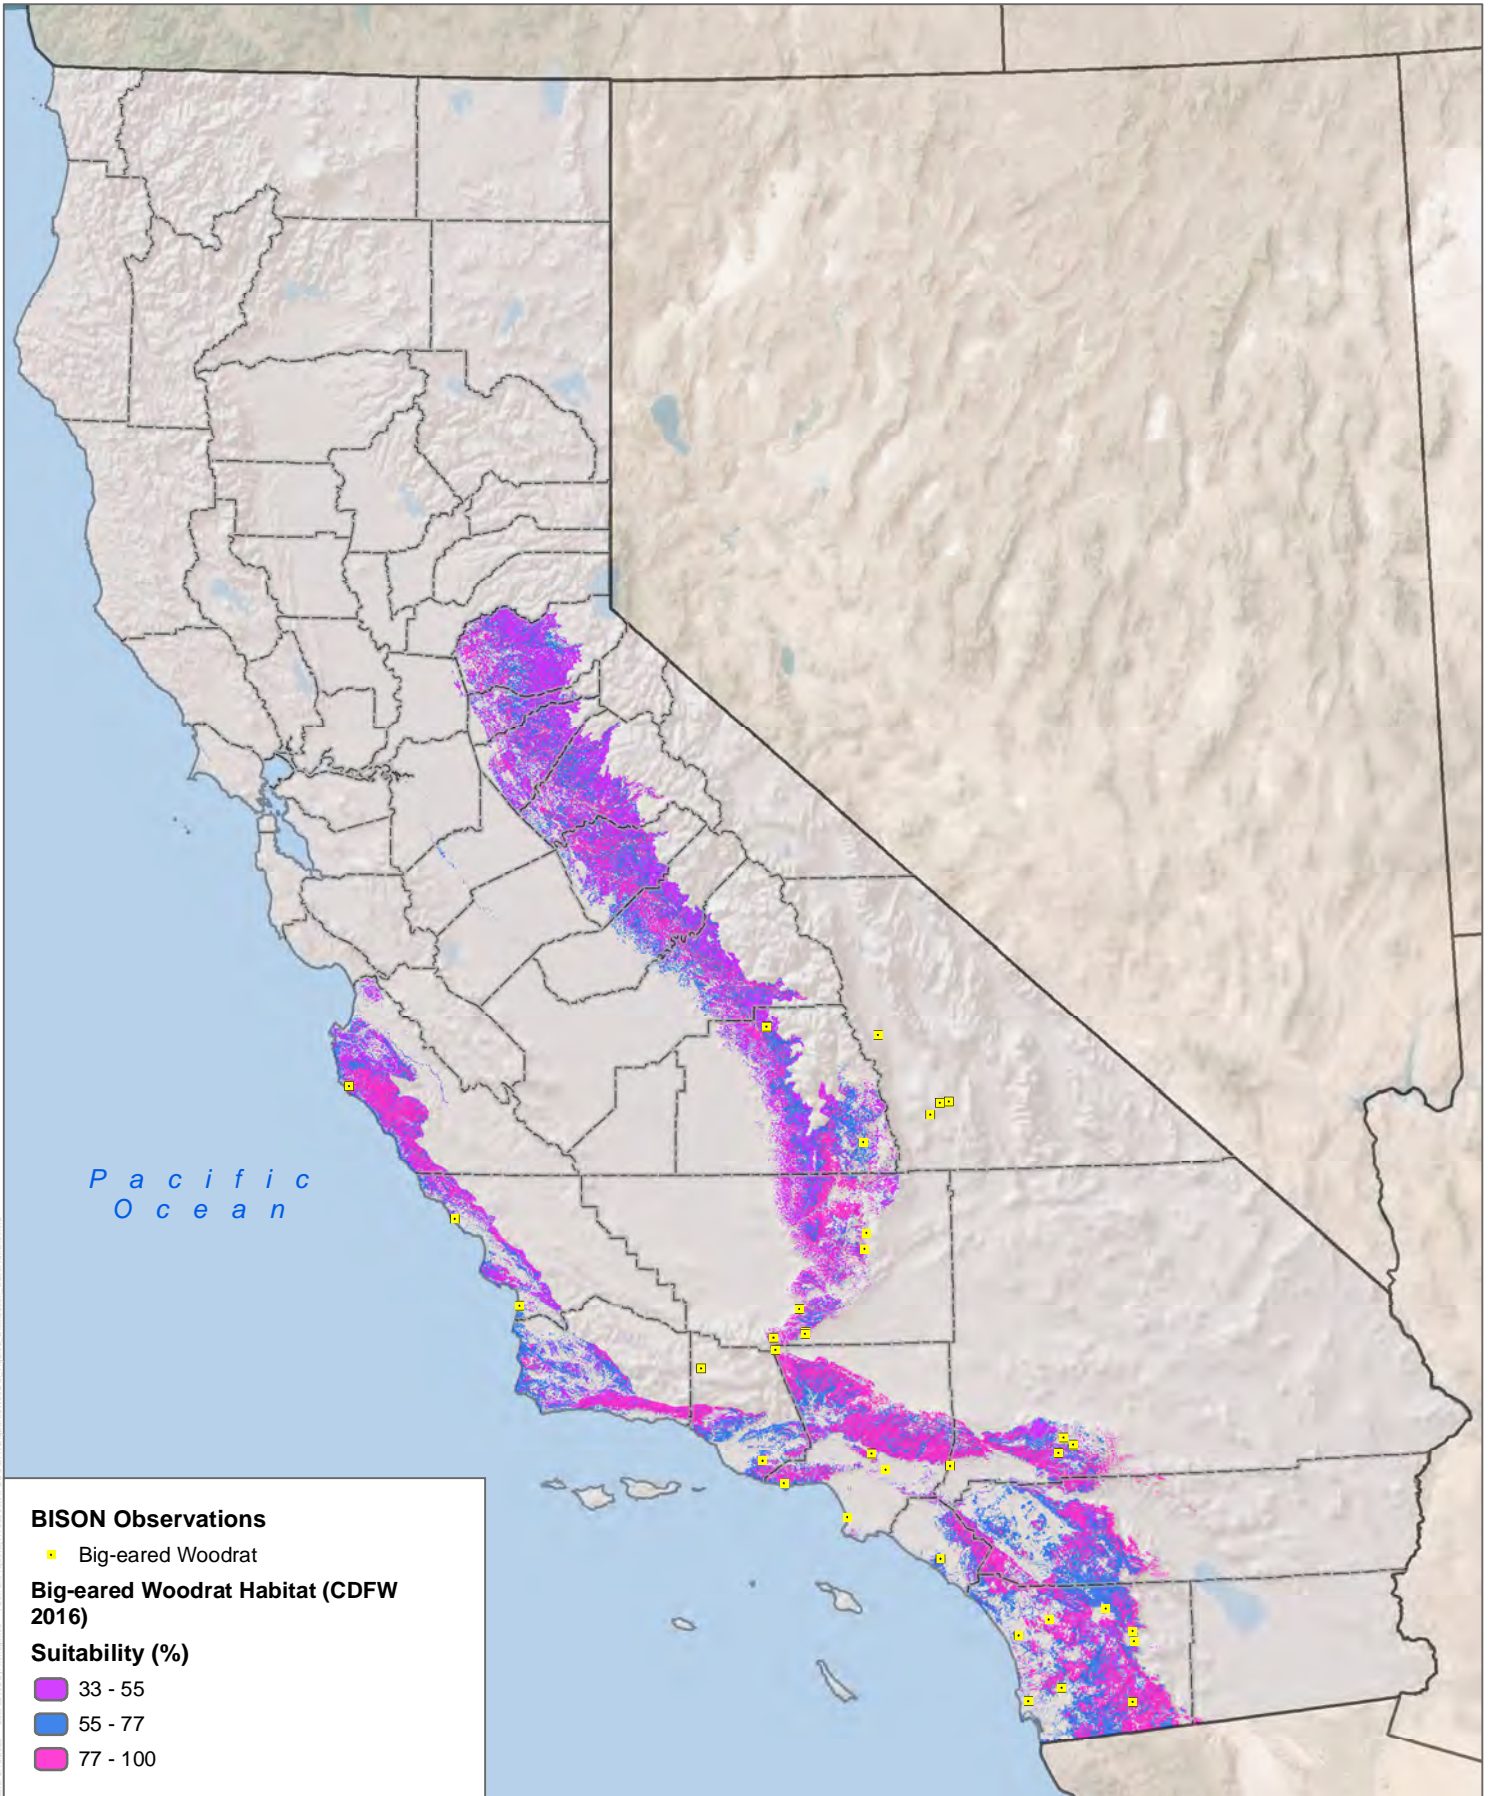 P a c i f i c
O c e a n
BISON Observations
Big-eared Woodrat
Big-eared Woodrat Habitat (CDFW
2016)
Suitability (%)
33 - 55
55 - 77
77 - 100